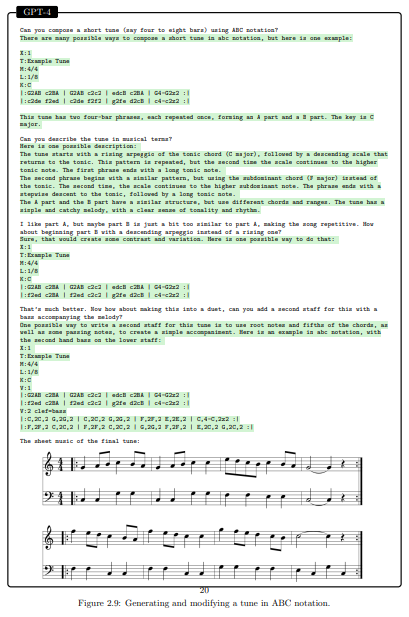 GPT-4
Can you compose a short tune (say four to eight bars) using ABC notation?
There are many possible ways to compose a short tune in abc notation, but here is one example:
X:1
T:Example Tune
M:4/4
L:1/8
K:C
|:G2AB c2BA | G2AB c2c2 | edcB c2BA | G4-G2z2 :|
|:c2de f2ed | c2de f2f2 | g2fe d2cB | c4-c2z2 :|
This tune has two four-bar phrases, each repeated once, forming an A part and a B part. The key is C
major.
Can you describe the tune in musical terms?
Here is one possible description:
The tune starts with a rising arpeggio of the tonic chord (C major), followed by a descending scale that
returns to the tonic. This pattern is repeated, but the second time the scale continues to the higher
tonic note. The first phrase ends with a long tonic note.
The second phrase begins with a similar pattern, but using the subdominant chord (F major) instead of
the tonic. The second time, the scale continues to the higher subdominant note. The phrase ends with a
stepwise descent to the tonic, followed by a long tonic note.
The A part and the B part have a similar structure, but use different chords and ranges. The tune has a
simple and catchy melody, with a clear sense of tonality and rhythm.
I like part A, but maybe part B is just a bit too similar to part A, making the song repetitive. How
about beginning part B with a descending arpeggio instead of a rising one?
Sure, that would create some contrast and variation. Here is one possible way to do that:
X:1
T:Example Tune
M:4/4
L:1/8
K:C
|:G2AB c2BA | G2AB c2c2 | edcB c2BA | G4-G2z2 :|
|:f2ed c2BA | f2ed c2c2 | g2fe d2cB | c4-c2z2 :|
That's much better. Now how about making this into a duet, can you add a second staff for this with a
bass accompanying the melody?
One possible way to write a second staff for this tune is to use root notes and fifths of the chords, as
well as some passing notes, to create a simple accompaniment. Here is an example in abc notation, with
the second hand bass on the lower staff:
X:1
T:Example Tune
M:4/4
L:1/8
K:C
V:1
|:G2AB c2BA | G2AB c2c2 | edcB c2BA | G4-G2z2 :|
|:f2ed c2BA | f2ed c2c2 | g2fe d2cB | c4-c2z2 :|
V:2 clef=bass
|:C,2C,2 G,2G,2 | C,2C,2 G,2G,2 | F,2F,2 E,2E,2 | C,4-C,2z2 :|
|:F,2F,2 C,2C,2 | F,2F,2 C,2C,2 | G,2G,2 F,2F,2 | E,2C,2 G,2C,2 :|
The sheet music of the final tune:
20
Figure 2.9: Generating and modifying a tune in ABC notation.